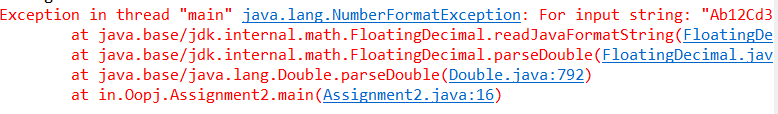 Exception in thread "main" java.lang.NumberFormatException: For input string: "Ab12Cd3
at java.base/jdk.internal.math.FloatingDecimal.readJavaFormatString(FloatingDe
at java.base/jdk.internal.math.FloatingDecimal.parseDouble(FloatingDecimal.jav
at java.base/java.lang.Double.parseDouble(Double.java:792)
at in.Oopj.Assignment2.main(Assignment2.java:16)